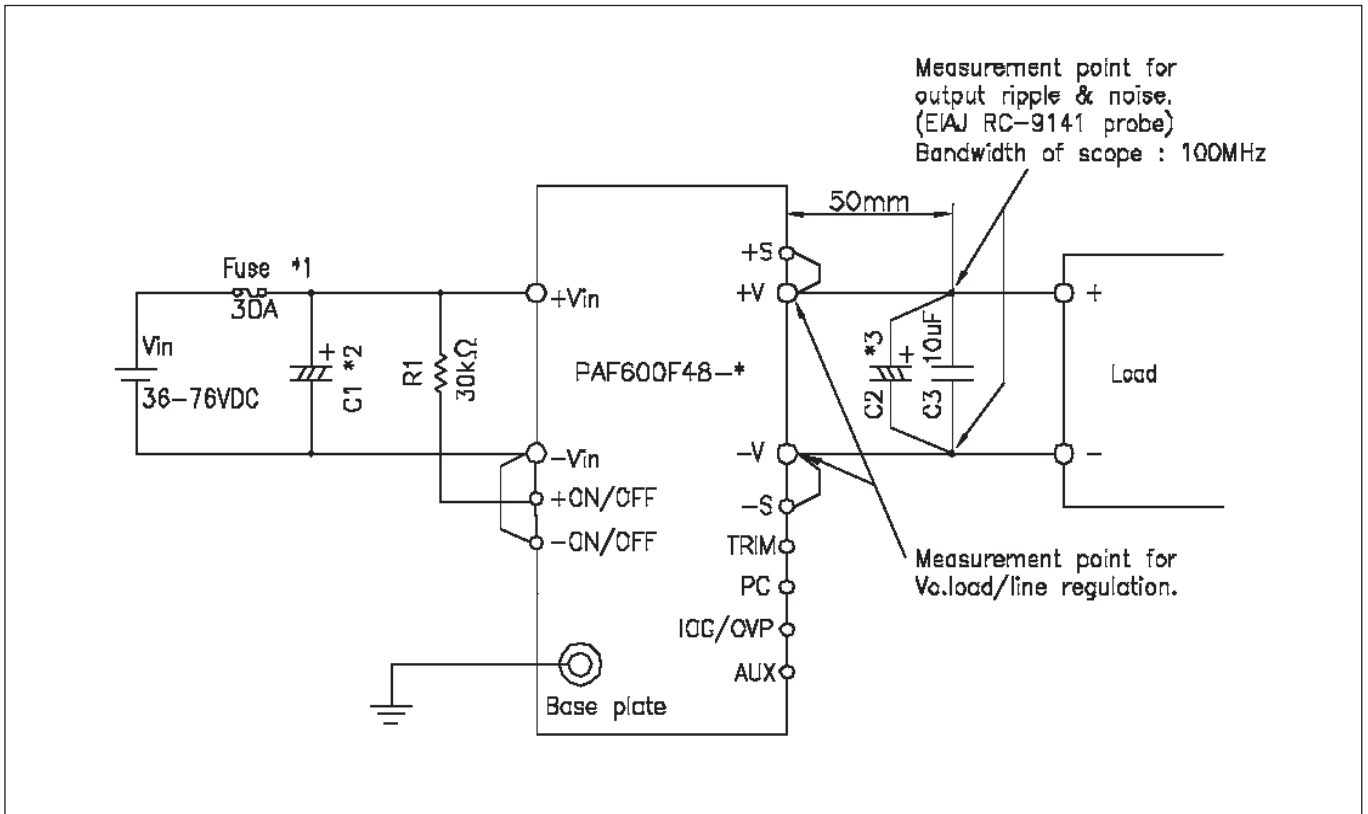 Measurement point for
output ripple & noise.
(EIAJ RC-9141 probe)
Bandwidth of scope : 100MHz
50mm
Fuse *1
30A
Vin
36-76VDC
C1 *2
R1
30kΩ
+Vin
-Vin
+ON/OFF
-ON/OFF
PAF600F48-*
Base plate
+S
+V
-V
-S
TRIM
PC
IOG/OVP
AUX
+
C2 *3
+
C3 10uF
+
Load
-
Measurement point for
Vo.load/line regulation.